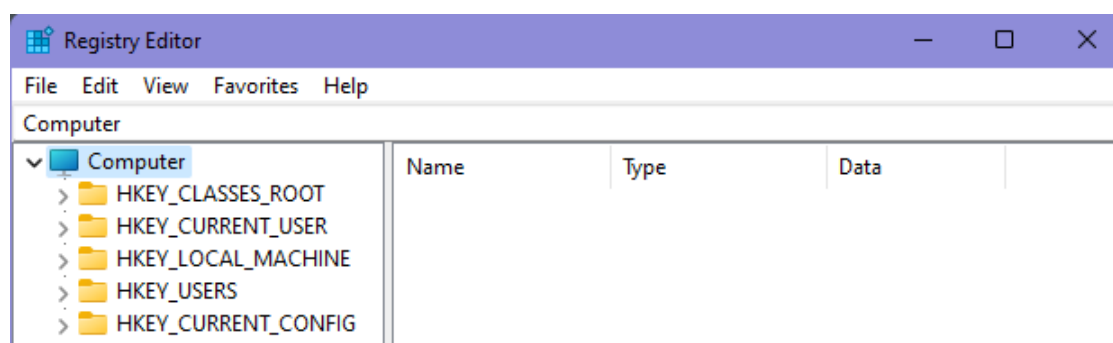 Registry Editor
File Edit View Favorites Help
Computer
Computer
HKEY_CLASSES_ROOT
HKEY_CURRENT_USER
HKEY_LOCAL_MACHINE
HKEY_USERS
HKEY_CURRENT_CONFIG
Name Type Data